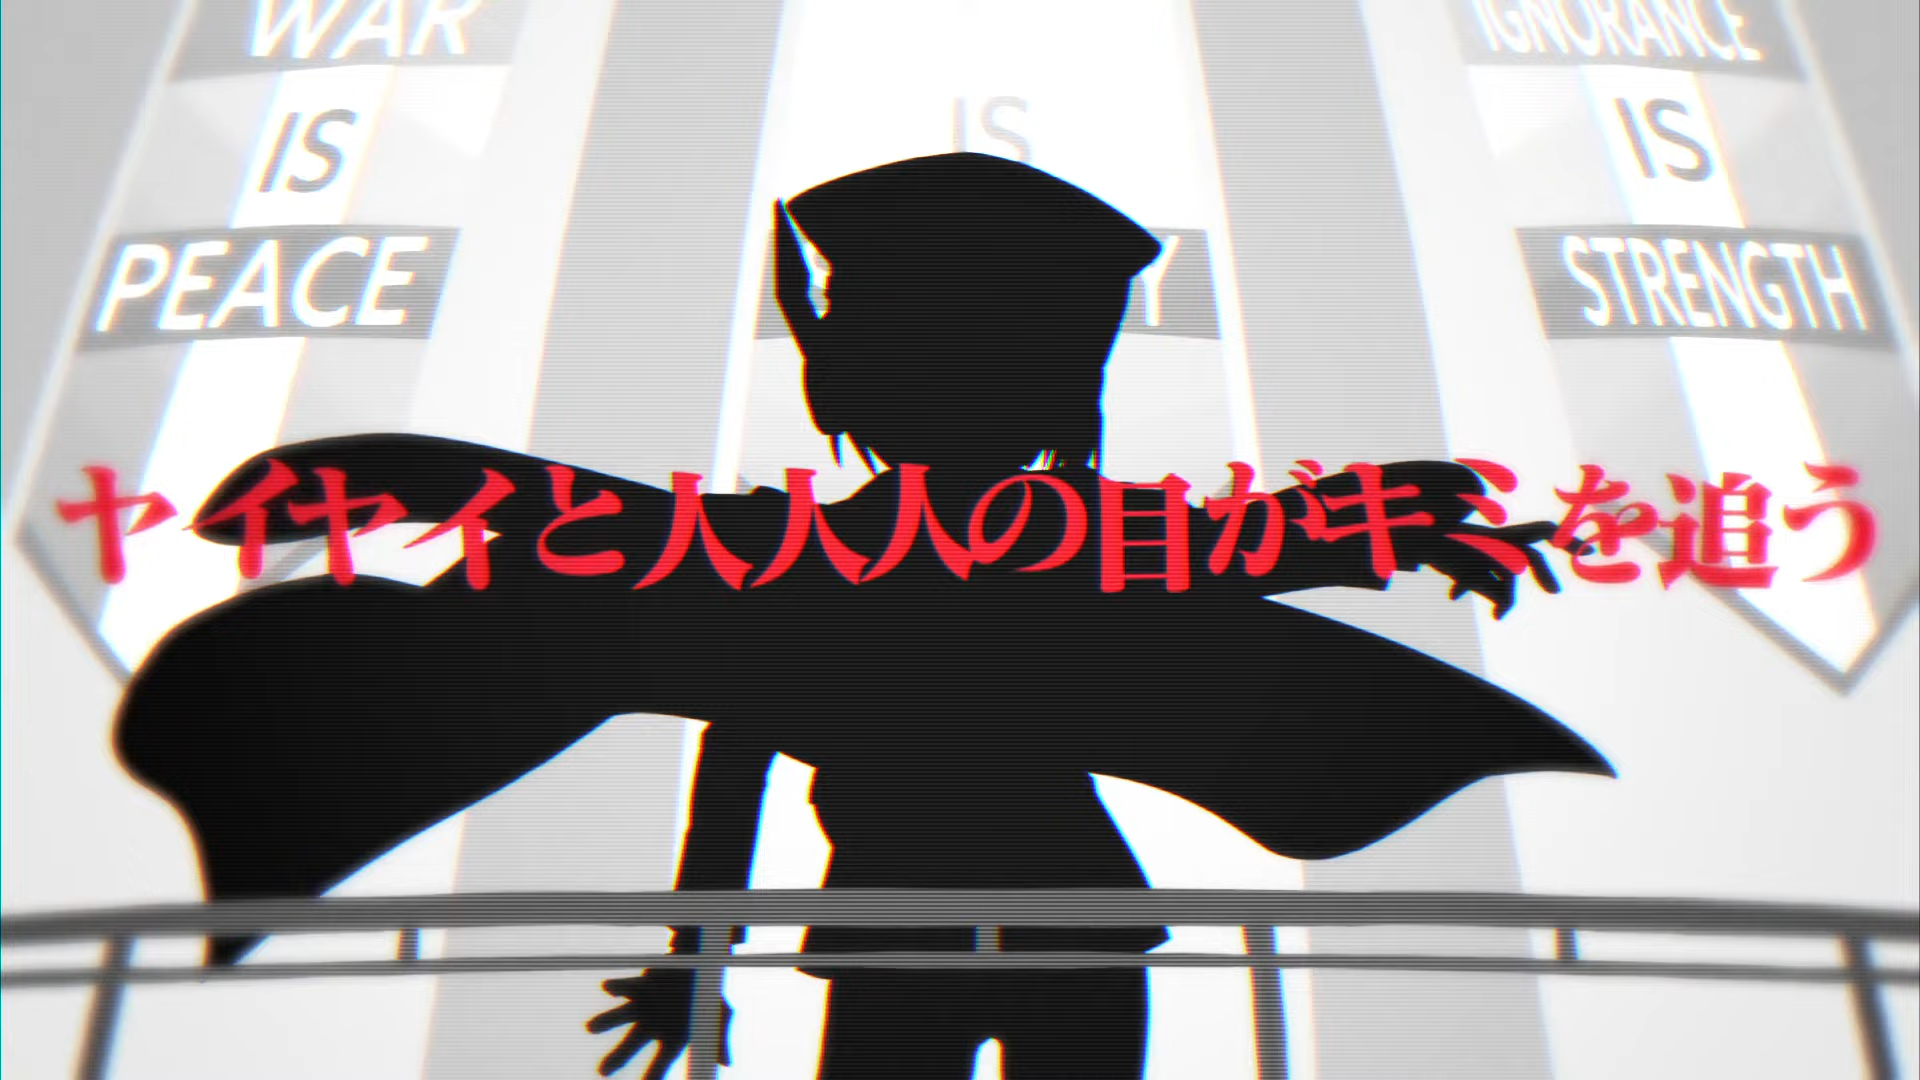 WAR
IS
PEACE
IS
Y
IGNORANCE
IS
STRENGTH
ヤイヤイと人人人の目がキミを追う